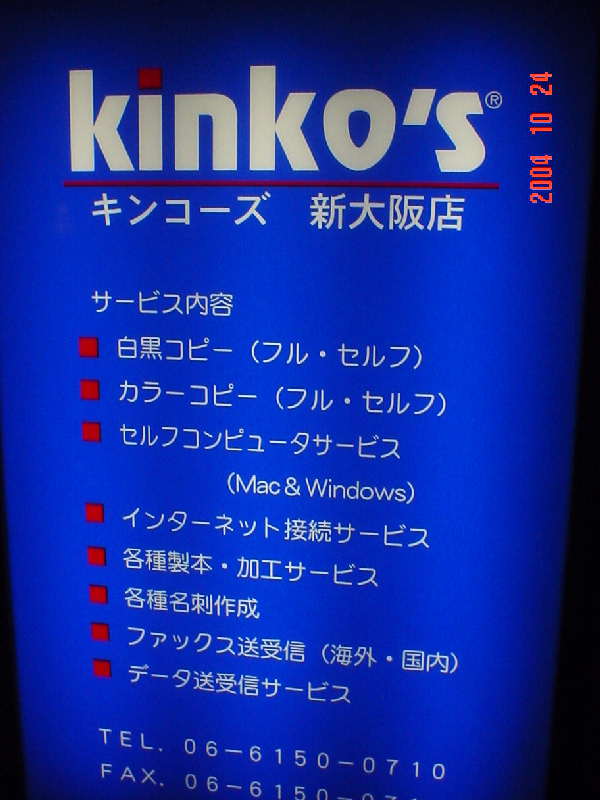 kinko's®
キンコーズ 新大阪店
サービス内容
白黒コピー（フル・セルフ）
カラーコピー（フル・セルフ）
セルフコンピュータサービス
（Mac & Windows）
インターネット接続サービス
各種製本・加工サービス
各種名刺作成
ファックス送受信（海外・国内）
データ送受信サービス
TEL. 06－6150－0710
FAX. 06－6150－
2004 10 24